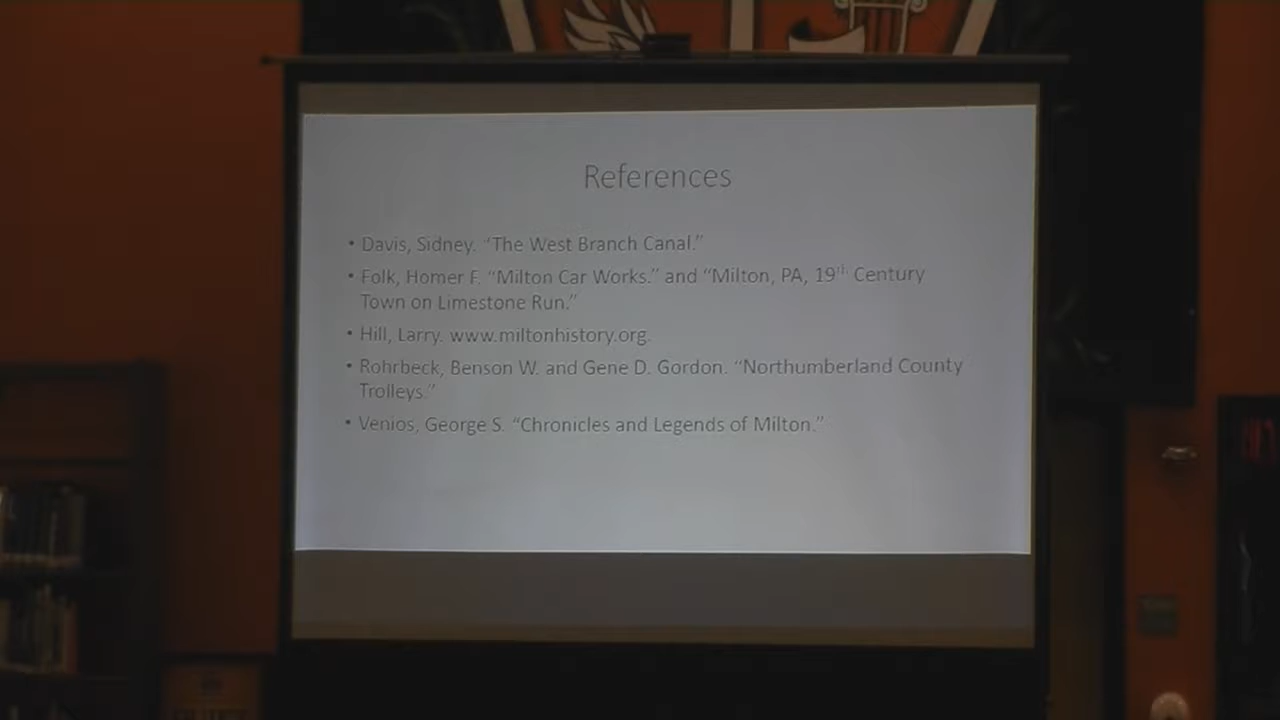 References
• Davis, Sidney. “The West Branch Canal.”
• Folk, Homer F. “Milton Car Works.” and “Milton, PA, 19th Century
Town on Limestone Run.”
• Hill, Larry. www.miltonhistory.org.
• Rohrbeck, Benson W. and Gene D. Gordon. “Northumberland County
Trolleys.”
• Venios, George S. “Chronicles and Legends of Milton.”